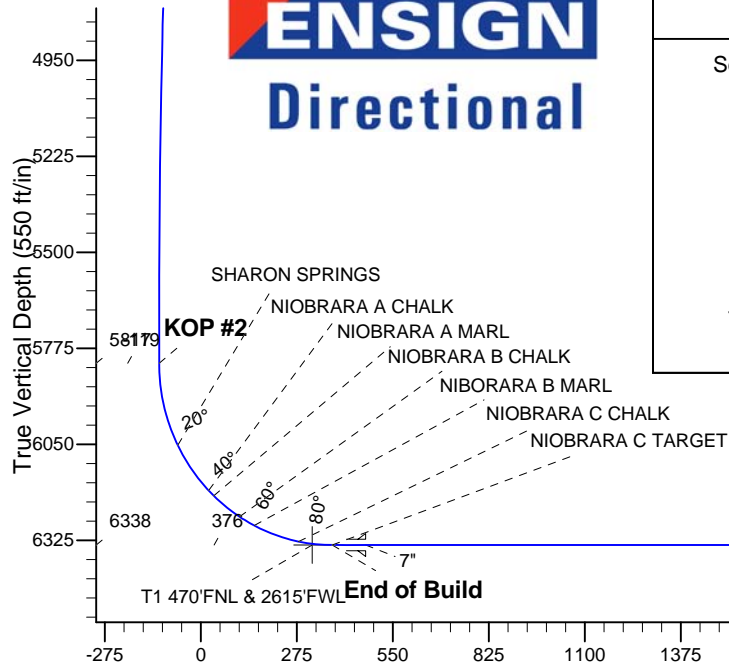 ENSIGN
Directional
4950
5225
5500
5775
6050
6325
True Vertical Depth (550 ft/in)
SHARON SPRINGS
NIOBRARA A CHALK
NIOBRARA A MARL
NIOBRARA B CHALK
NIBORARA B MARL
NIOBRARA C CHALK
NIOBRARA C TARGET
5817
-119
KOP #2
20°
40°
60°
80°
6338
376
7"
T1 470'FNL & 2615'FWL
End of Build
-275
0
275
550
825
1100
1375